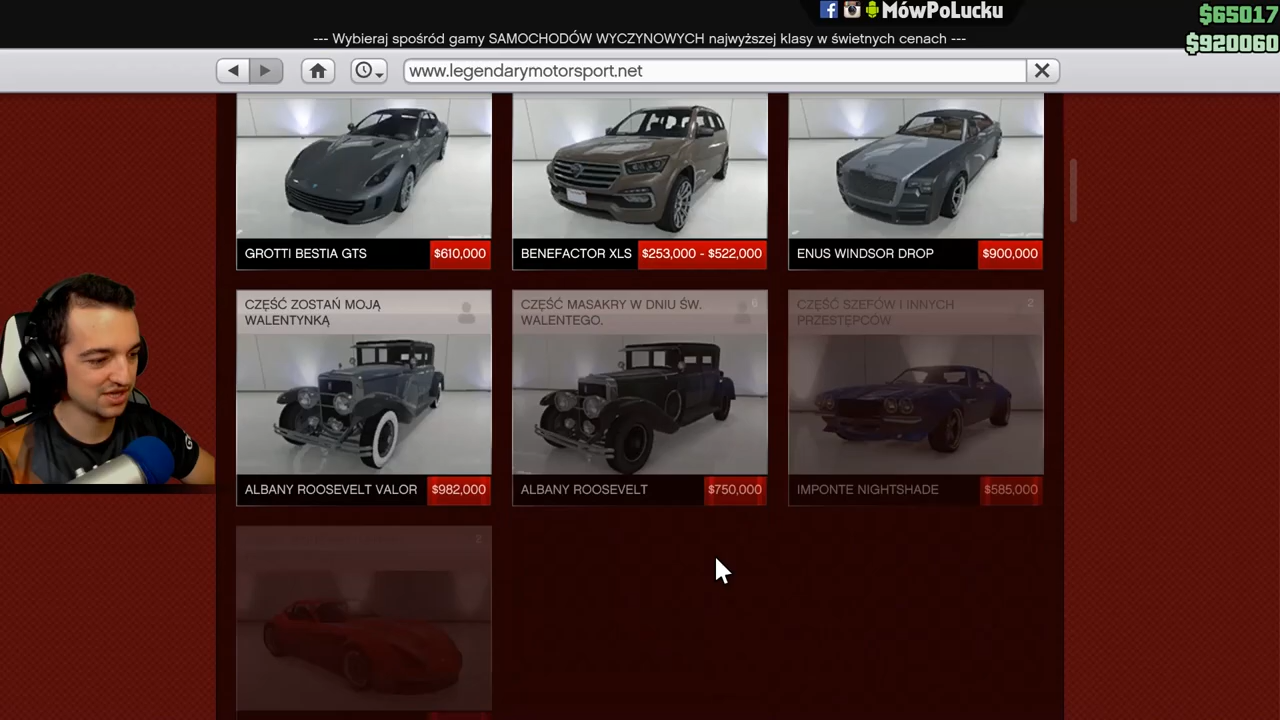 MówPoLucku
$65017
--- Wybieraj spośród gamy SAMOCHODÓW WYCZYNOWYCH najwyższej klasy w świetnych cenach ---
$920060
www.legendarymotorsport.net
GROTTI BESTIA GTS $610,000
BENEFACTOR XLS $253,000 - $522,000
ENUS WINDSOR DROP $900,000
CZĘŚĆ ZOSTAŃ MOJĄ
WALENTYNKĄ
CZĘŚĆ MASAKRY W DNIU ŚW. 6
WALENTEGO.
CZĘŚĆ SZEFÓW I INNYCH 2
PRZESTĘPCÓW
ALBANY ROOSEVELT VALOR $982,000
ALBANY ROOSEVELT $750,000
IMPONTE NIGHTSHADE $585,000
2